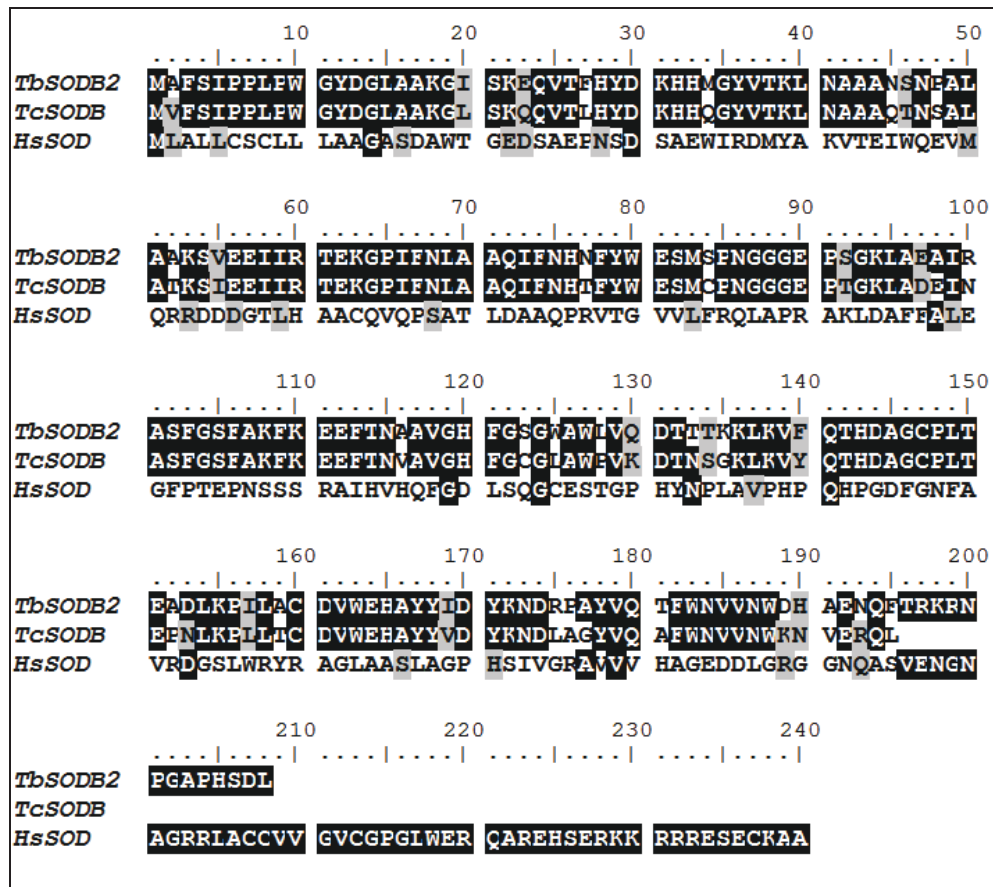 10 20 30 40 50
. . . . | . . . . | . . . . | . . . . | . . . . | . . . . | . . . . | . . . . | . . . . | . . . . |
TbSODB2 MAFSIPPLPW GYDGLAAKGI SKEQVTFHYD KHHMGYVTKL NAAANSNPAL
TcSODB MVFSIPPLPW GYDGLAAKGL SKQQVTLHYD KHHQGYVTKL NAAAQTNSAL
HsSOD MLALLCSCLL LAAGASDAWT GEDSAEPNSD SAEWIRDMYA KVTEIWQEVM
60 70 80 90 100
. . . . | . . . . | . . . . | . . . . | . . . . | . . . . | . . . . | . . . . | . . . . | . . . . |
TbSODB2 AAKSVEEIIR TEKGPIFNLA AQIFNHNFYW ESMSPNGGGE PSGKLAEAIR
TcSODB ATKSIEEIIR TEKGPIFNLA AQIFNHTFYW ESMCPNGGGE PTGKLADEIN
HsSOD QRRDDDGTLH AACQVQPSAT LDAAQPRVTG VVLFRQLAPR AKLDAFFALE
110 120 130 140 150
. . . . | . . . . | . . . . | . . . . | . . . . | . . . . | . . . . | . . . . | . . . . | . . . . |
TbSODB2 ASFGSFAKFK EEFTNAAVGH FGSGWAWLVQ DTTTKKLKVF QTHDAGCPLT
TcSODB ASFGSFAKFK EEFTNVAVGH FGCGLAWPVK DTNSGKLKVY QTHDAGCPLT
HsSOD GFPTEPNSSS RAIHVHQFGD LSQGCESTGP HYNPLAVPHP QHPGDFGNFA
160 170 180 190 200
. . . . | . . . . | . . . . | . . . . | . . . . | . . . . | . . . . | . . . . | . . . . | . . . . |
TbSODB2 EADLKPILAC DVWEHAYYID YKNDRPAYVQ TFWNVVNWDH AENQFTRKRN
TcSODB EPNLKPLLTC DVWEHAYYVD YKNDLAGYVQ AFWNVVNWKN VERQL
HsSOD VRDGSLWRYR AGLAASLAGP HSIVGRAVVV HAGEDDLGRG GNQASVENGN
210 220 230 240
. . . . | . . . . | . . . . | . . . . | . . . . | . . . . | . . . . | . . . . |
TbSODB2 PGAPHSDL
TcSODB
HsSOD AGRRLACCVV GVCGPGLWER QAREHSERKK RRRESECKAA